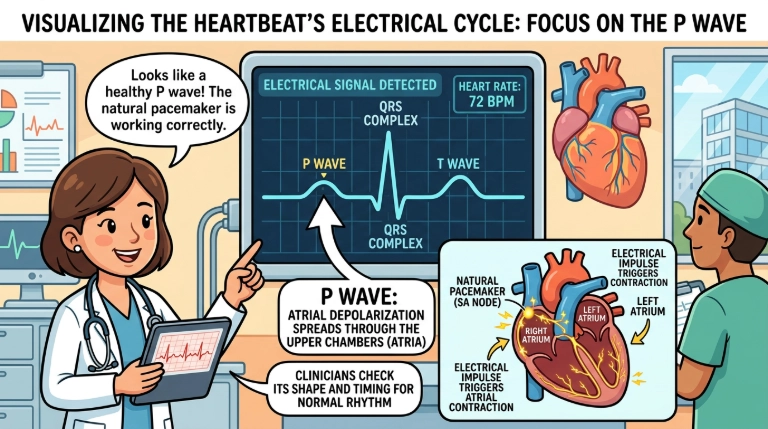 VISUALIZING THE HEARTBEAT'S ELECTRICAL CYCLE: FOCUS ON THE P WAVE
Looks like a
healthy P wave! The
natural pacemaker is
working correctly.
ELECTRICAL SIGNAL DETECTED
HEART RATE:
72 BPM
QRS
COMPLEX
P WAVE
T WAVE
QRS
COMPLEX
P WAVE:
ATRIAL DEPOLARIZATION
SPREADS THROUGH THE
UPPER CHAMBERS (ATRIA)
CLINICIANS CHECK
ITS SHAPE AND TIMING FOR
NORMAL RHYTHM
NATURAL
PACEMAKER
(SA NODE)
ELECTRICAL
IMPULSE
TRIGGERS
CONTRACTION
LEFT
ATRIUM
LEFT
ATRIUM
RIGHT
ATRIUM
ELECTRICAL
IMPULSE
TRIGGERS
ATRIAL
CONTRACTION